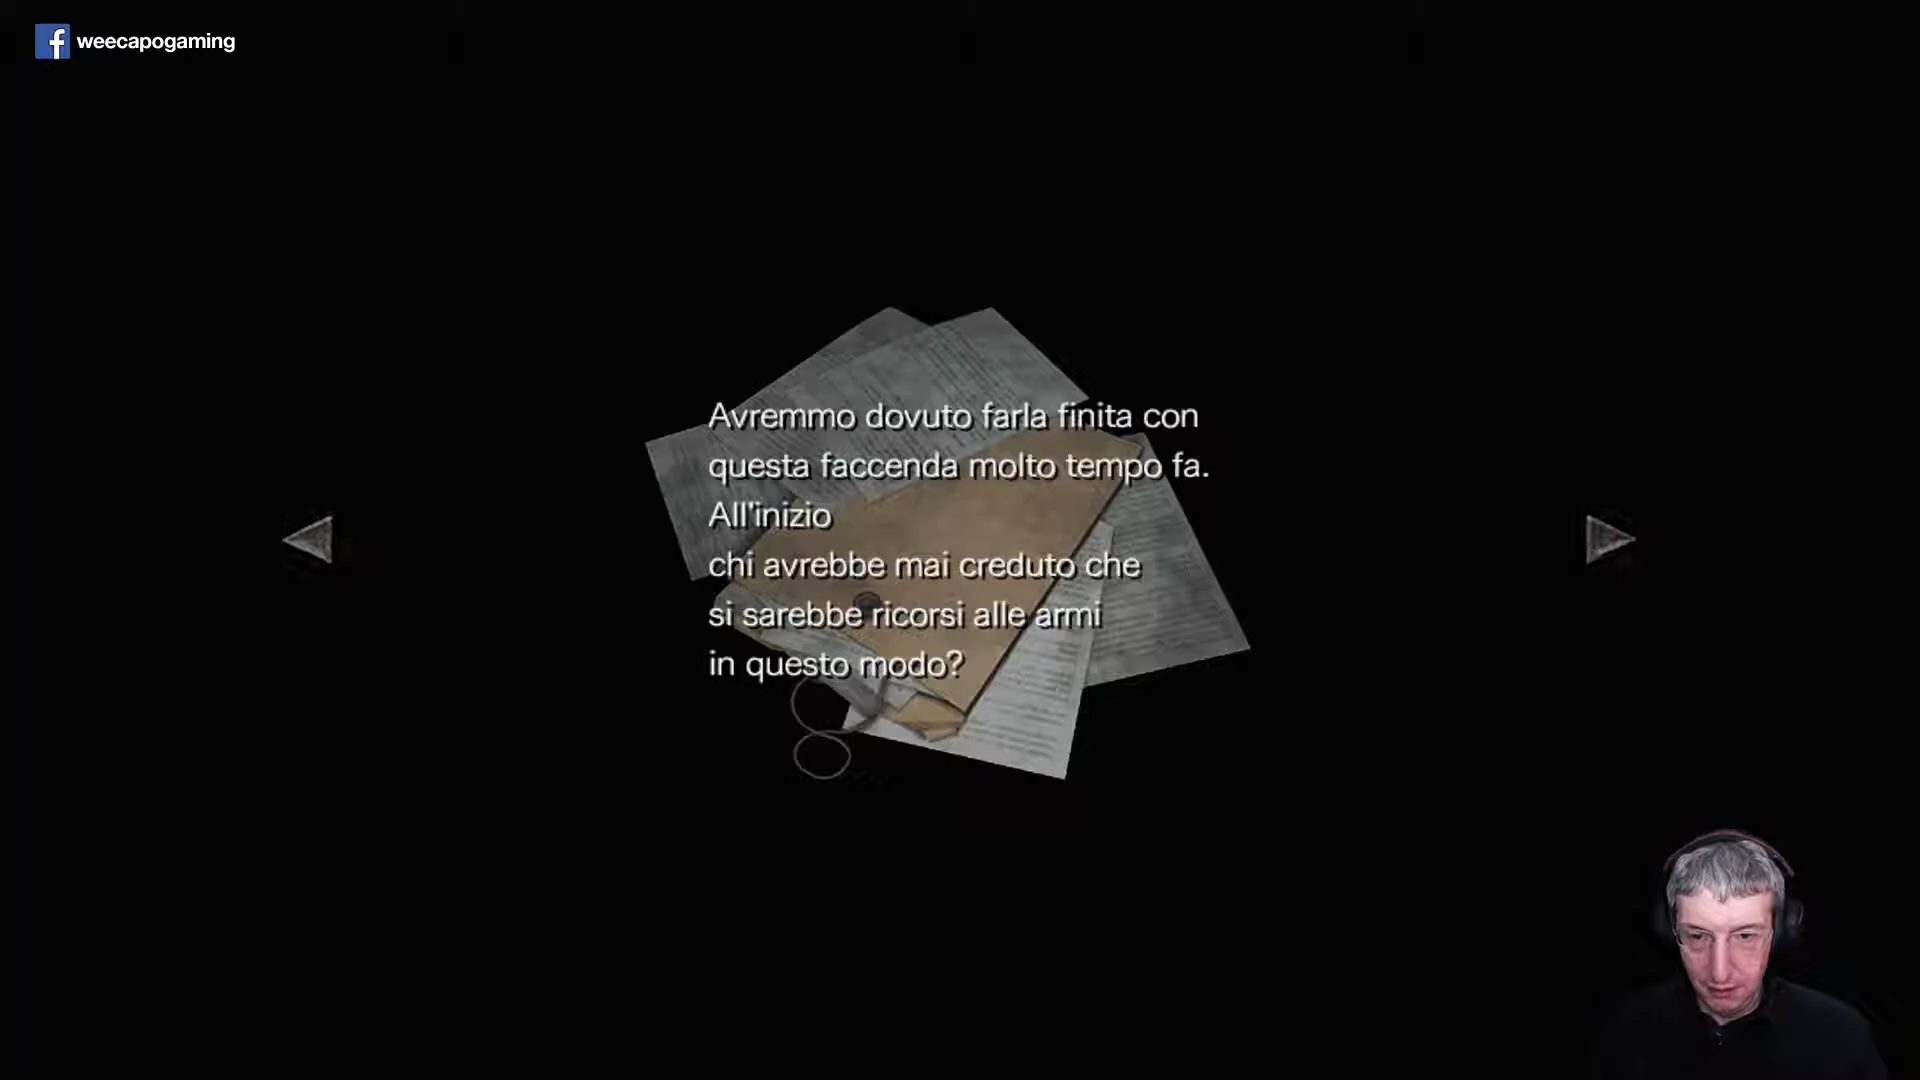 weecapogaming
Avremmo dovuto farla finita con
questa faccenda molto tempo fa.
All'inizio
chi avrebbe mai creduto che
si sarebbe ricorsi alle armi
in questo modo?